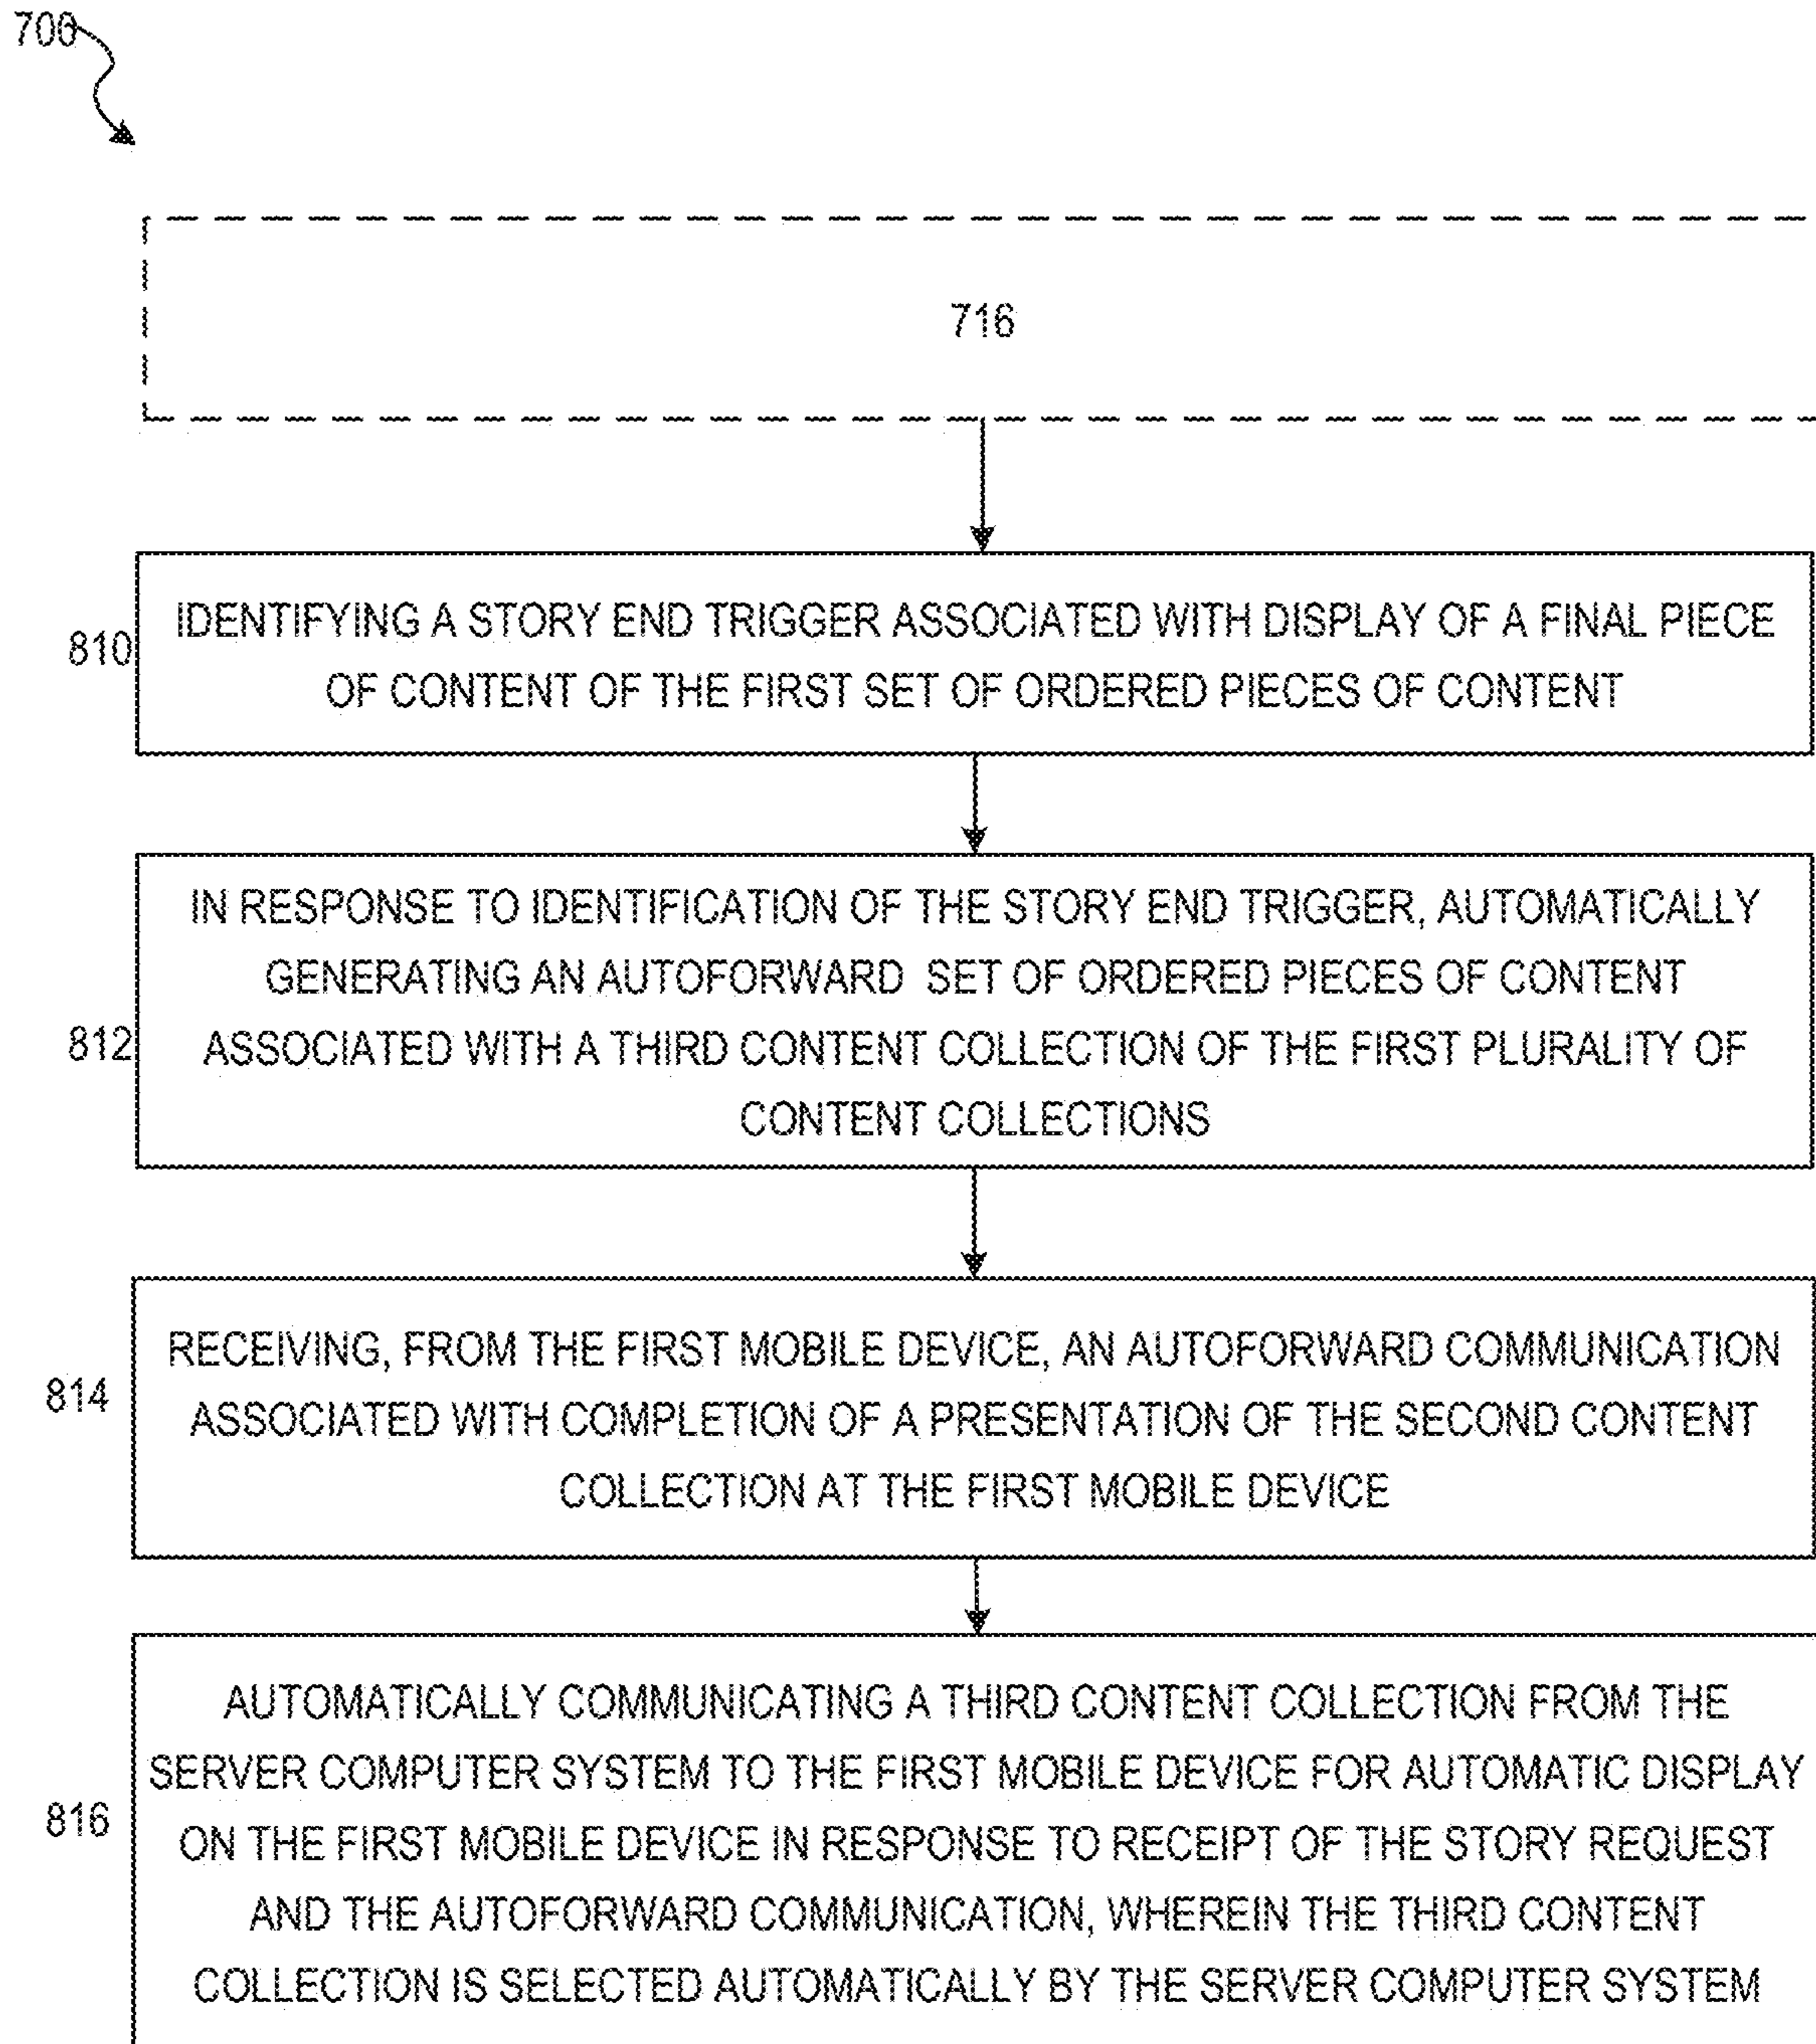 700
716
810
IDENTIFYING A STORY END TRIGGER ASSOCIATED WITH DISPLAY OF A FINAL PIECE
OF CONTENT OF THE FIRST SET OF ORDERED PIECES OF CONTENT
812
IN RESPONSE TO IDENTIFICATION OF THE STORY END TRIGGER, AUTOMATICALLY
GENERATING AN AUTOFORWARD SET OF ORDERED PIECES OF CONTENT
ASSOCIATED WITH A THIRD CONTENT COLLECTION OF THE FIRST PLURALITY OF
CONTENT COLLECTIONS
814
RECEIVING, FROM THE FIRST MOBILE DEVICE, AN AUTOFORWARD COMMUNICATION
ASSOCIATED WITH COMPLETION OF A PRESENTATION OF THE SECOND CONTENT
COLLECTION AT THE FIRST MOBILE DEVICE
816
AUTOMATICALLY COMMUNICATING A THIRD CONTENT COLLECTION FROM THE
SERVER COMPUTER SYSTEM TO THE FIRST MOBILE DEVICE FOR AUTOMATIC DISPLAY
ON THE FIRST MOBILE DEVICE IN RESPONSE TO RECEIPT OF THE STORY REQUEST
AND THE AUTOFORWARD COMMUNICATION, WHEREIN THE THIRD CONTENT
COLLECTION IS SELECTED AUTOMATICALLY BY THE SERVER COMPUTER SYSTEM